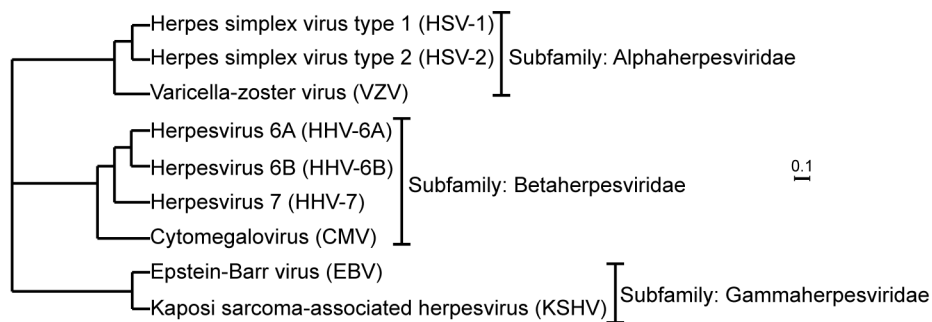 Herpes simplex virus type 1 (HSV-1)
Herpes simplex virus type 2 (HSV-2)
Subfamily: Alphaherpesviridae
Varicella-zoster virus (VZV)
Herpesvirus 6A (HHV-6A)
Herpesvirus 6B (HHV-6B)
Subfamily: Betaherpesviridae
0.1
Herpesvirus 7 (HHV-7)
Cytomegalovirus (CMV)
Epstein-Barr virus (EBV)
Subfamily: Gammaherpesviridae
Kaposi sarcoma-associated herpesvirus (KSHV)